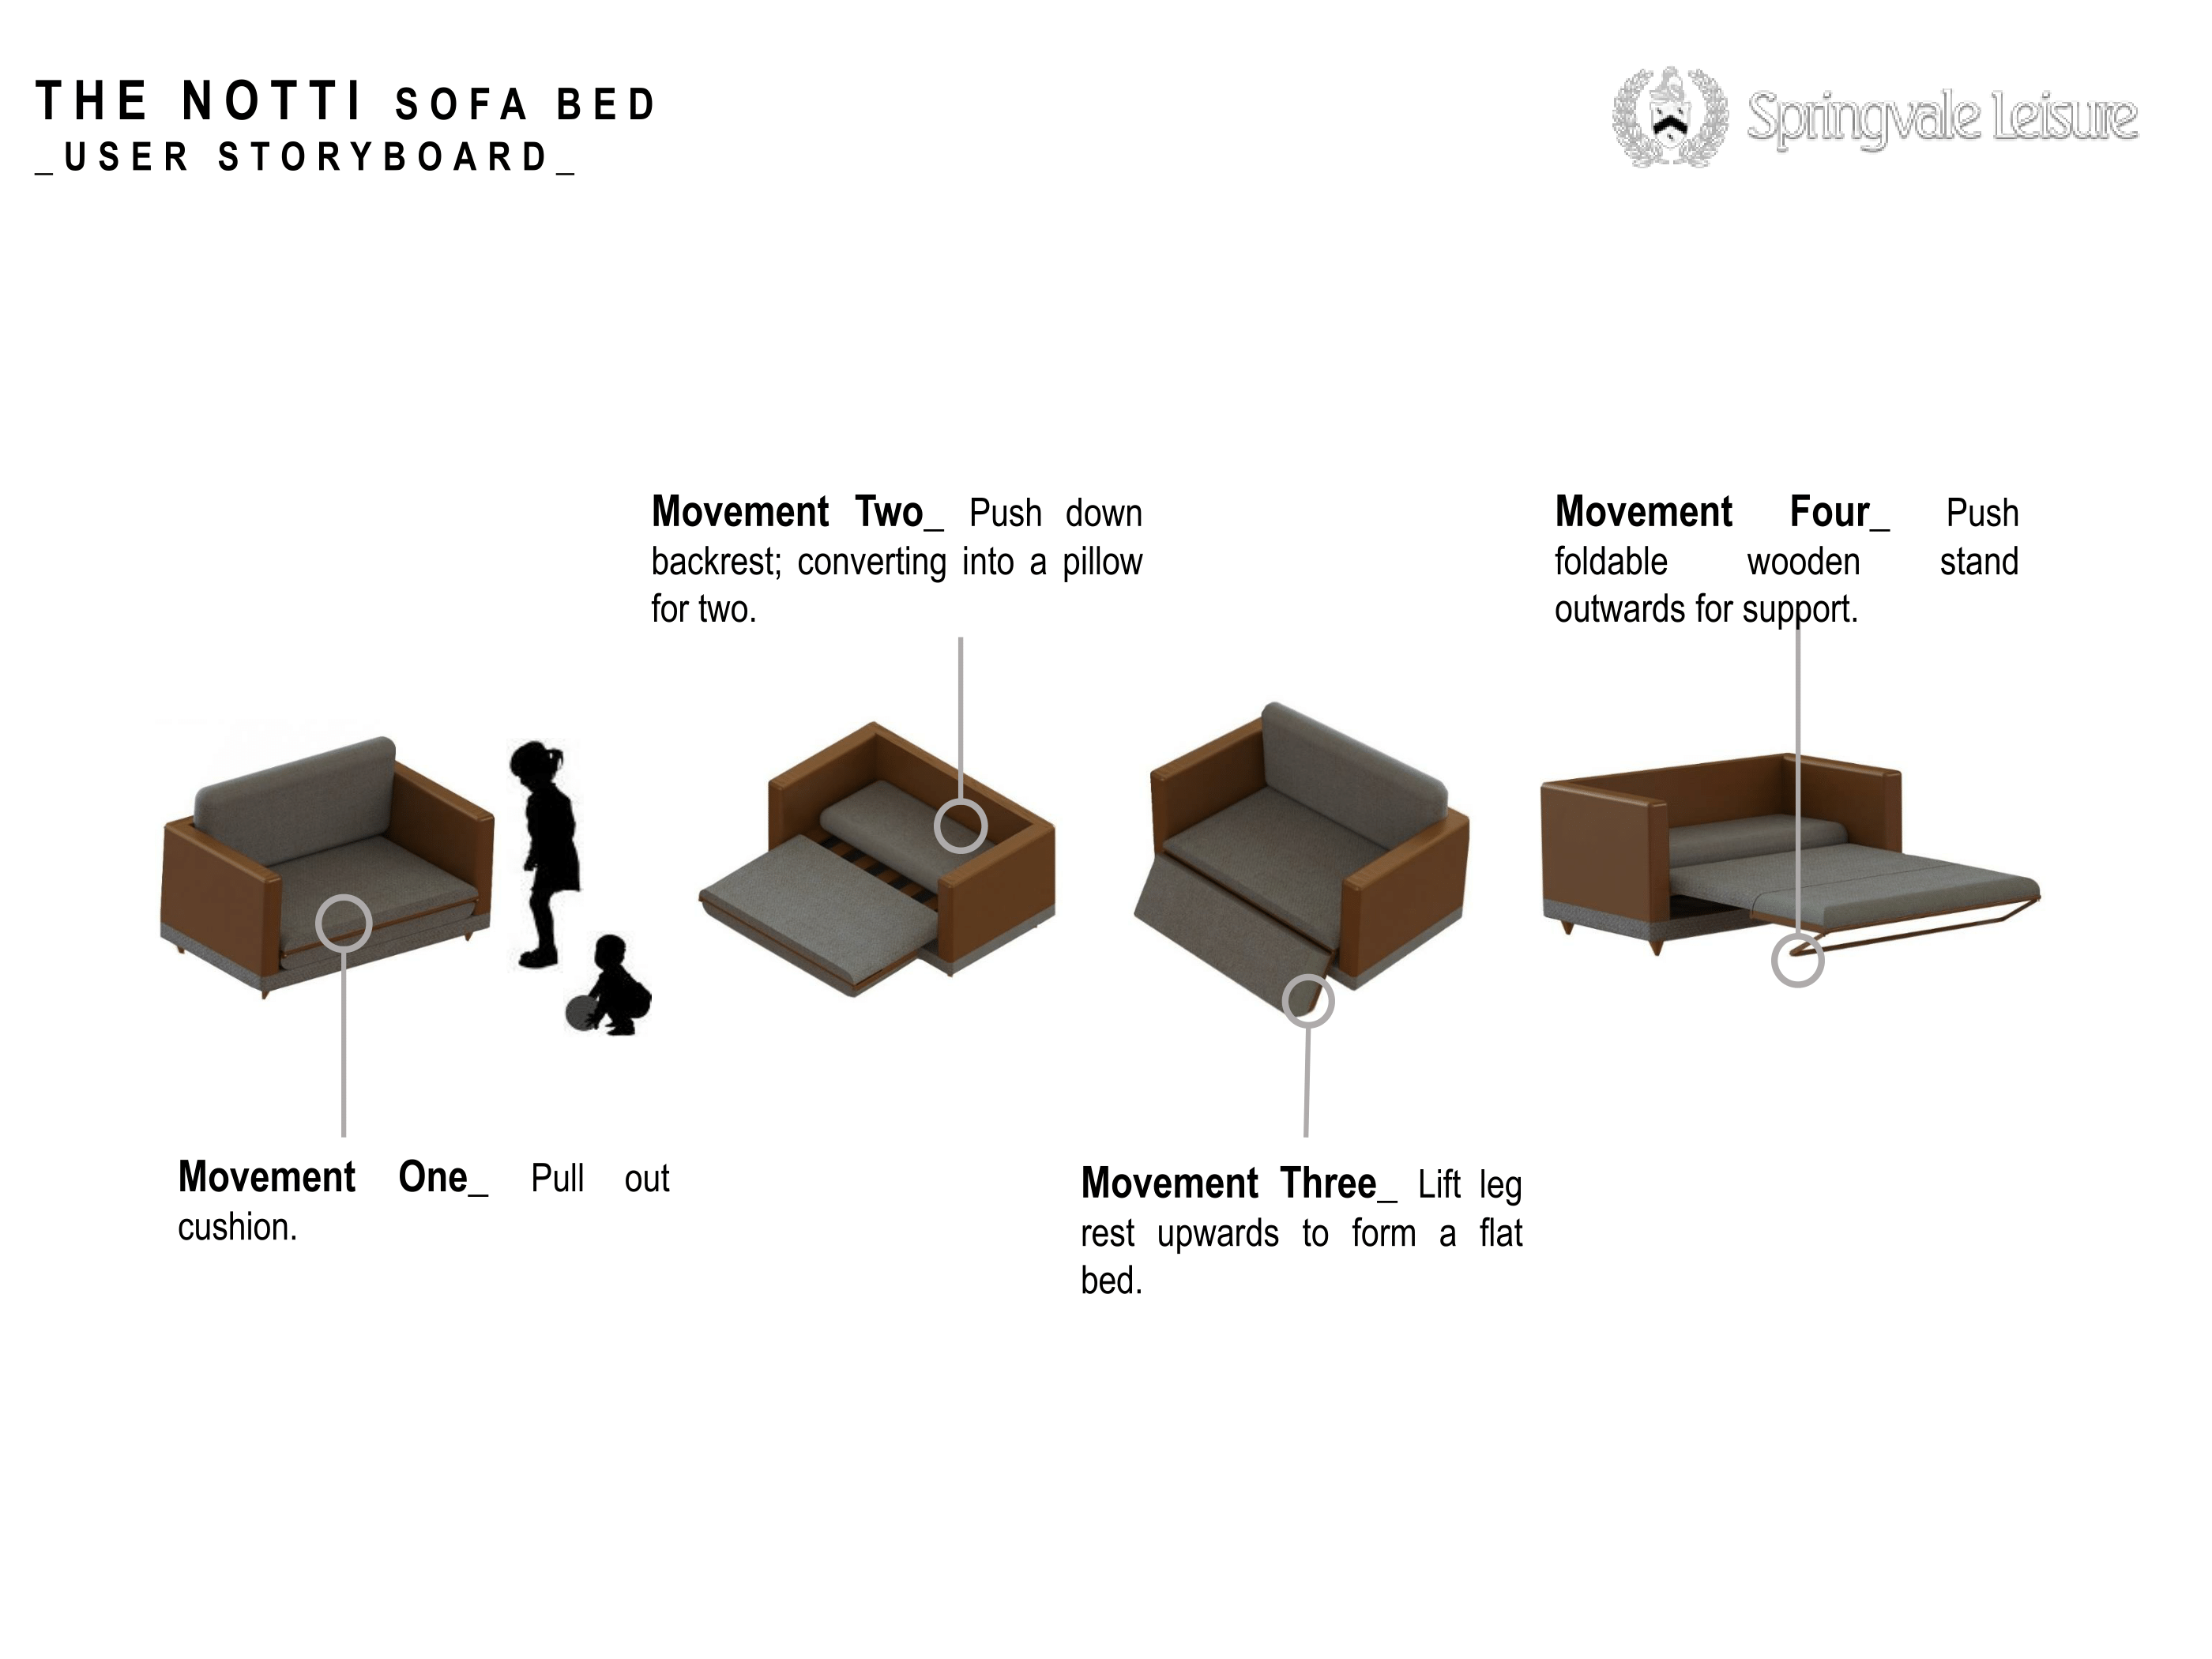 THE NOTTI SOFA BED
_USER STORYBOARD_
Springvale Leisure
Movement Two_ Push down
backrest; converting into a pillow
for two.
Movement Four_ Push
foldable wooden stand
outwards for support.
Movement One_ Pull out
cushion.
Movement Three_ Lift leg
rest upwards to form a flat
bed.